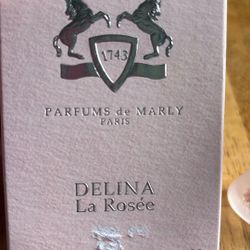 1743
PARFUMS de MARLY
PARIS
DELINA
La Rosée